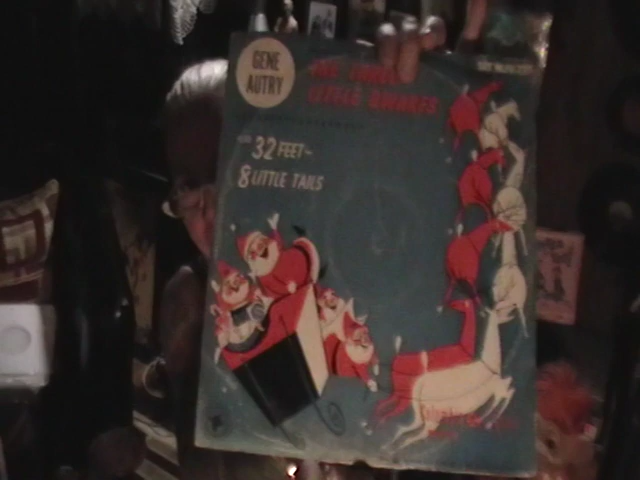 GENE
AUTRY
THE THREE
LITTLE DWARFS
32 FEET~
8 LITTLE TAILS